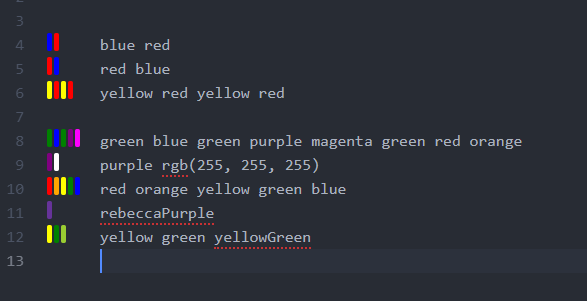 2
3
4 blue red
5 red blue
6 yellow red yellow red
7
8 green blue green purple magenta green red orange
9 purple rgb(255, 255, 255)
10 red orange yellow green blue
11 rebeccaPurple
12 yellow green yellowGreen
13